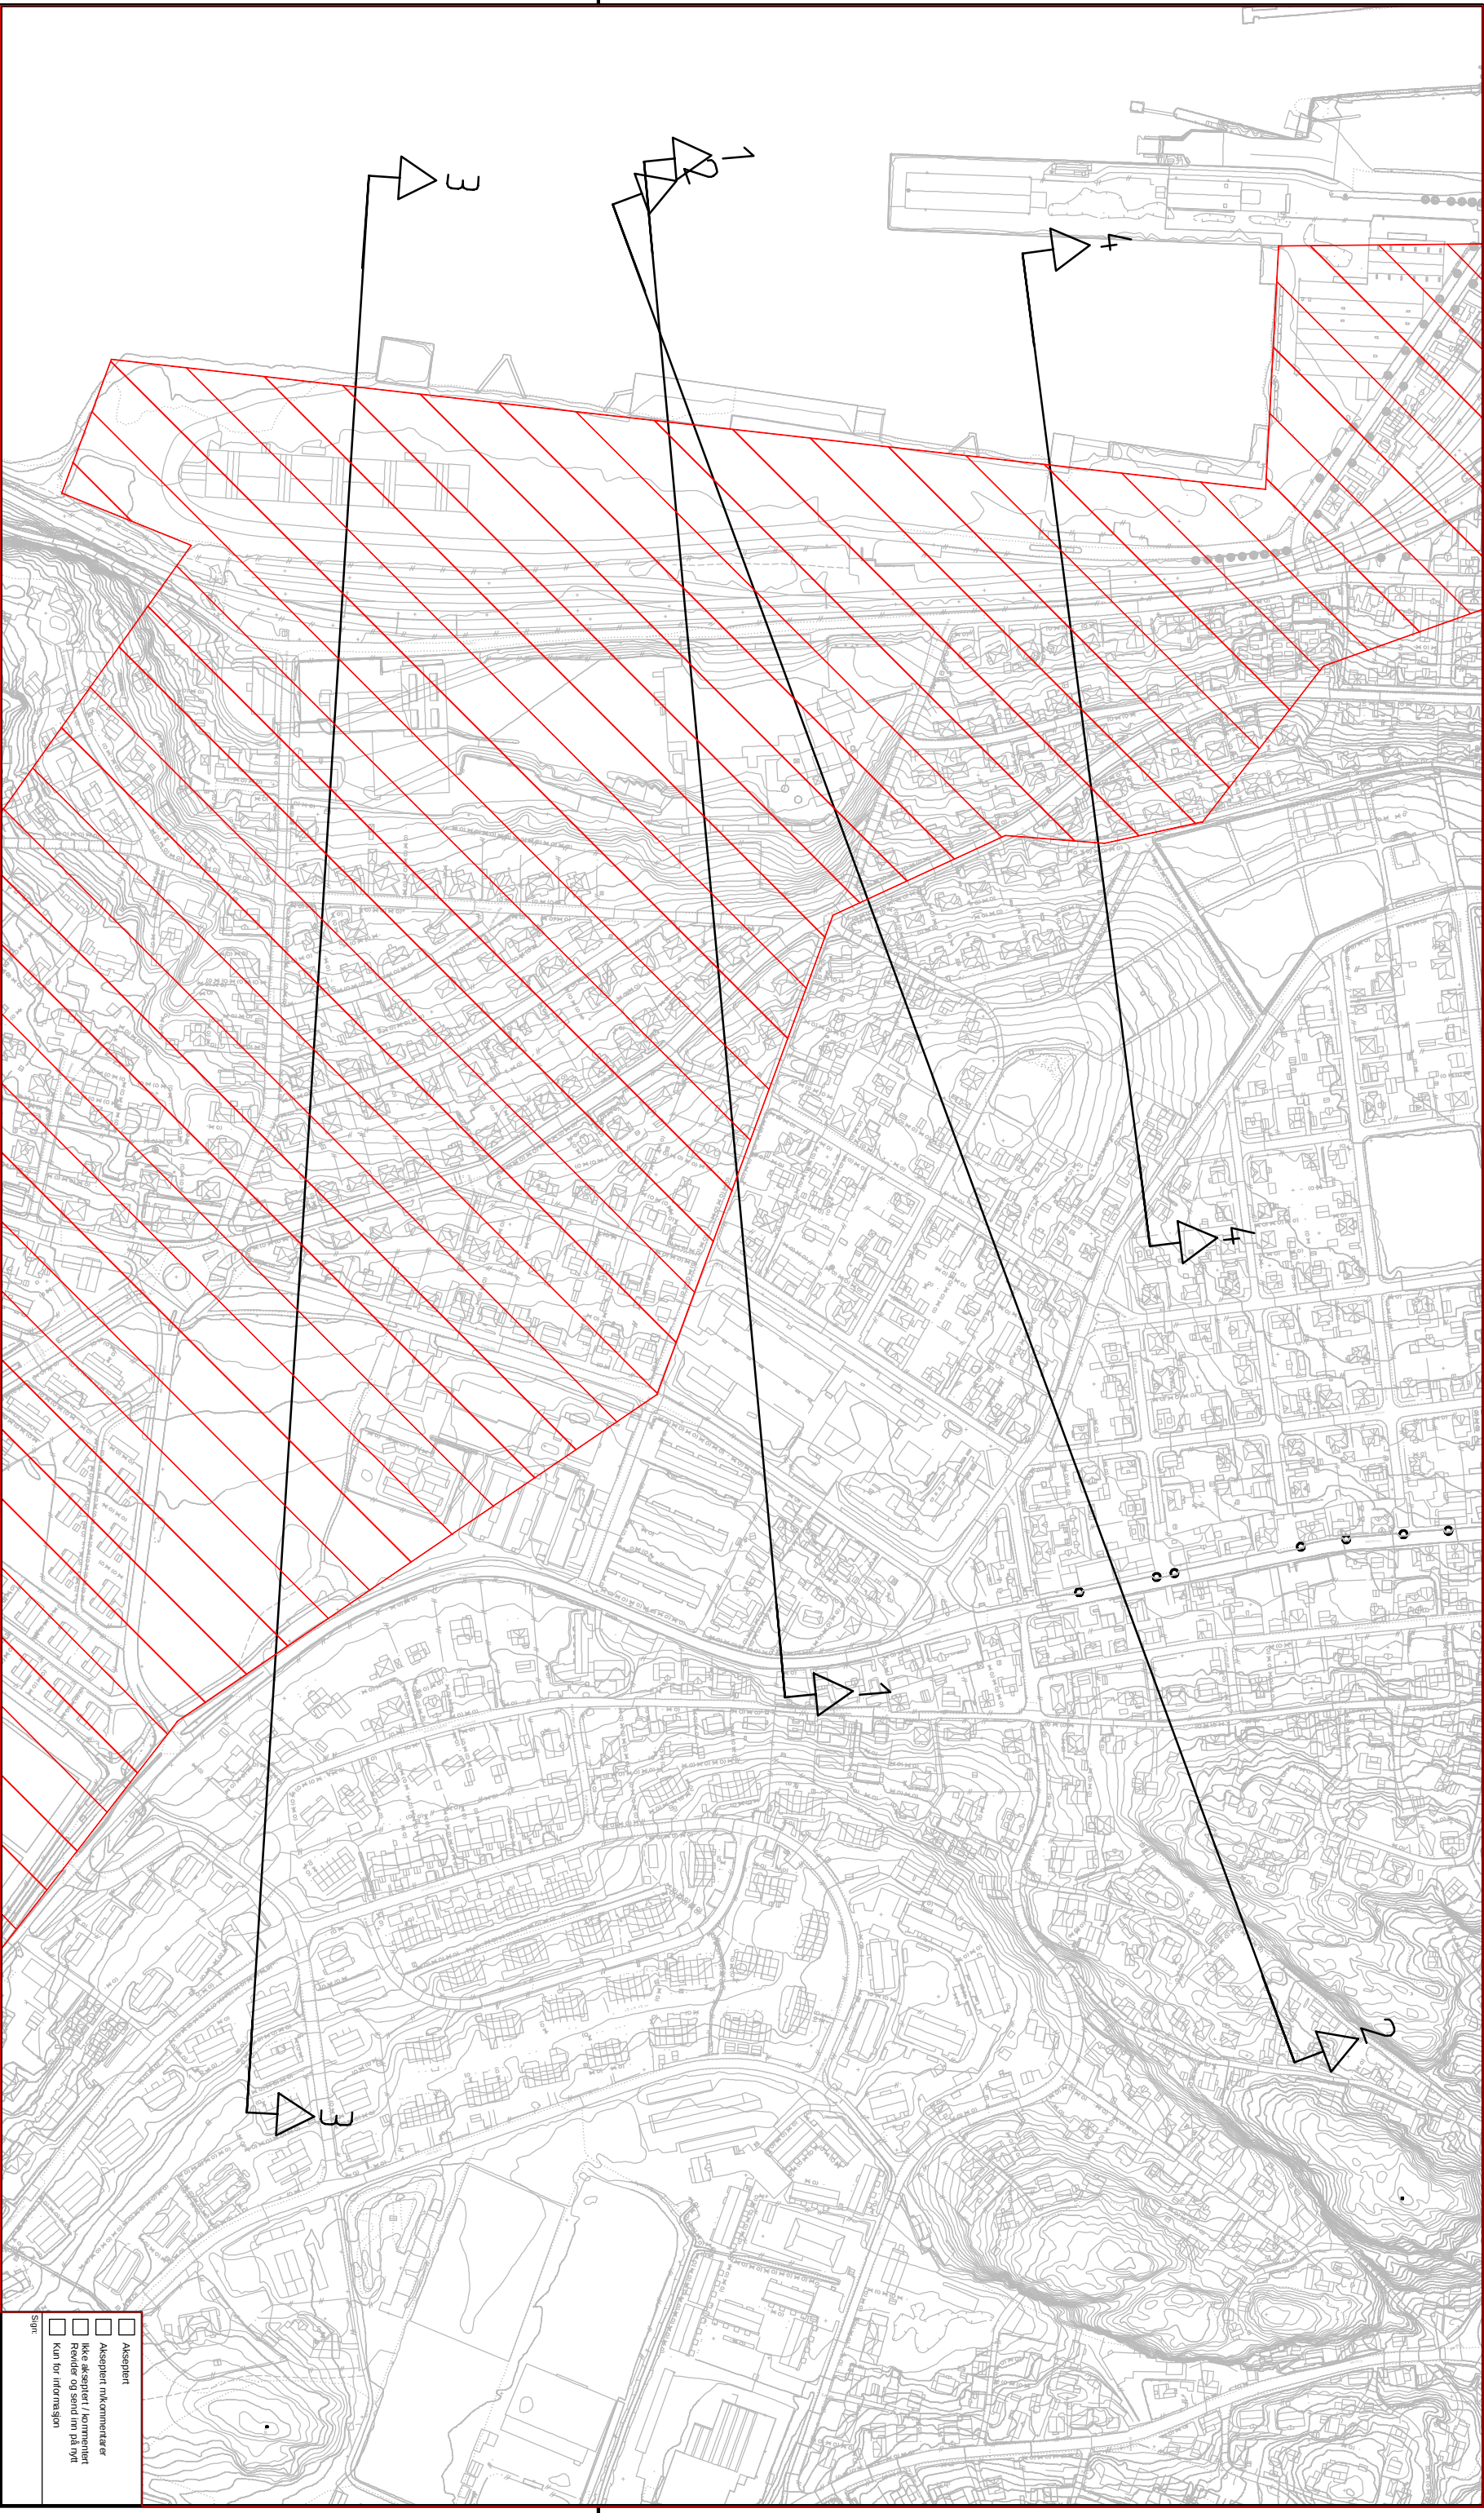 3
1
2
4
4
1
2
3
Akseptert
Akseptert m/kommentarer
Ikke akseptert / kommentert
Revider og send inn på nytt
Kun for informasjon
Sign: